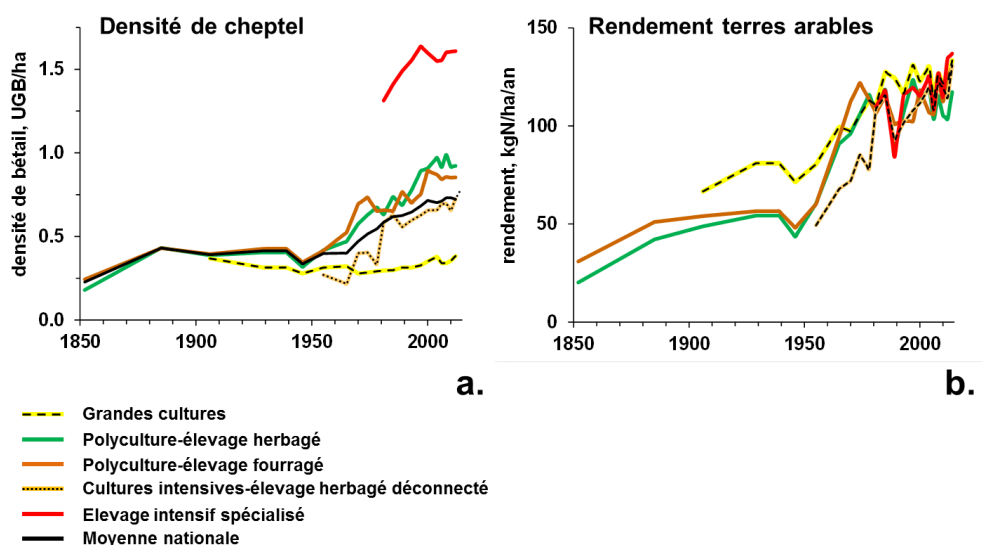 Densité de cheptel
densité de bétail, UGB/ha
1.5
1.0
0.5
0.0
1850
1900
1950
2000
a.
Rendement terres arables
rendement, kgN/ha/an
150
100
50
0
1850
1900
1950
2000
b.
Grandes cultures
Polyculture-élevage herbagé
Polyculture-élevage fourragé
Cultures intensives-élevage herbagé déconnecté
Elevage intensif spécialisé
Moyenne nationale